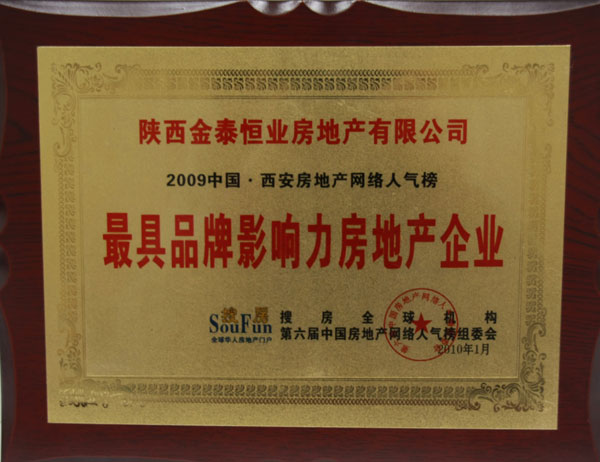 陕西金泰恒业房地产有限公司
2009中国·西安房地产网络人气榜
最具品牌影响力房地产企业
搜房
SouFun
全球华人房地产门户
搜房全球机构
第六届中国房地产网络人气榜组委会
2010年1月